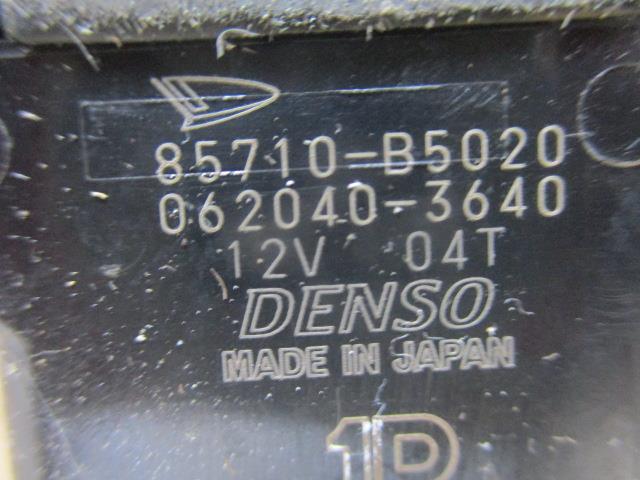 85710-B5020
062040-3640
12V 04T
DENSO
MADE IN JAPAN